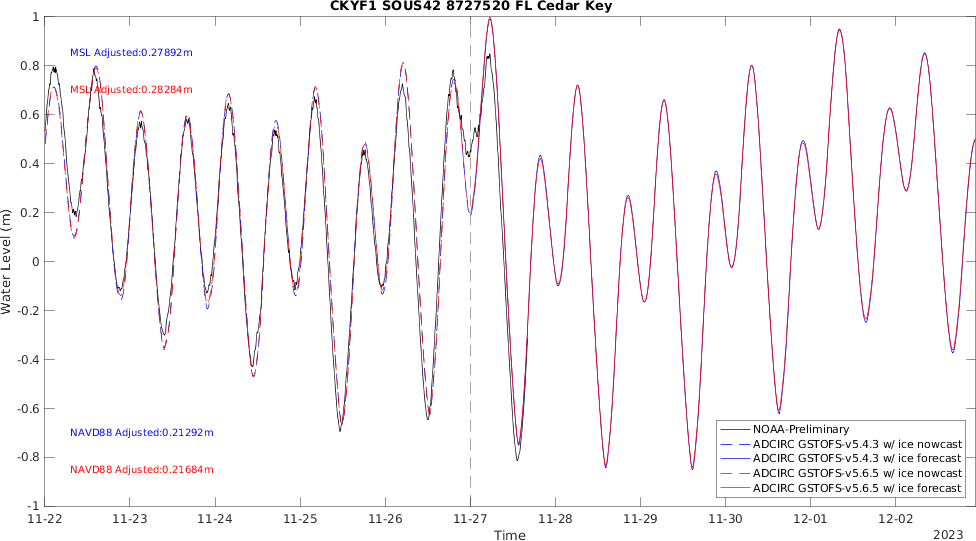 CKYF1 SOUS42 8727520 FL Cedar Key
1
0.8
0.6
0.4
0.2
0
-0.2
-0.4
-0.6
-0.8
-1
Water Level (m)
MSL Adjusted:0.27892m
MSL Adjusted:0.28284m
NAVD88 Adjusted:0.21292m
NAVD88 Adjusted:0.21684m
NOAA-Preliminary
ADCIRC GSTOFS-v5.4.3 w/ ice nowcast
ADCIRC GSTOFS-v5.4.3 w/ ice forecast
ADCIRC GSTOFS-v5.6.5 w/ ice nowcast
ADCIRC GSTOFS-v5.6.5 w/ ice forecast
11-22 11-23 11-24 11-25 11-26 11-27 11-28 11-29 11-30 12-01 12-02
Time
2023